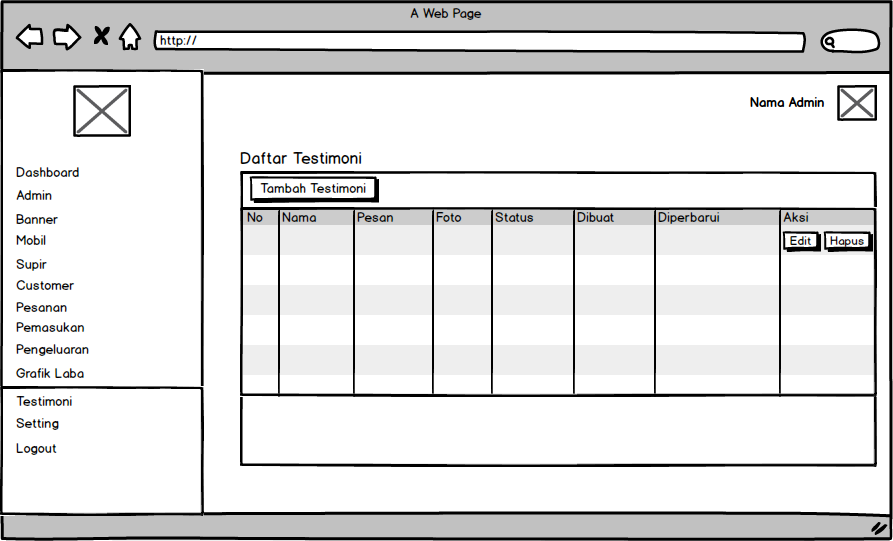 A Web Page
http://
Nama Admin
Dashboard
Admin
Banner
Mobil
Supir
Customer
Pesanan
Pemasukan
Pengeluaran
Grafik Laba
Testimoni
Setting
Logout
Daftar Testimoni
Tambah Testimoni
No Nama Pesan Foto Status Dibuat Diperbarui Aksi
Edit Hapus